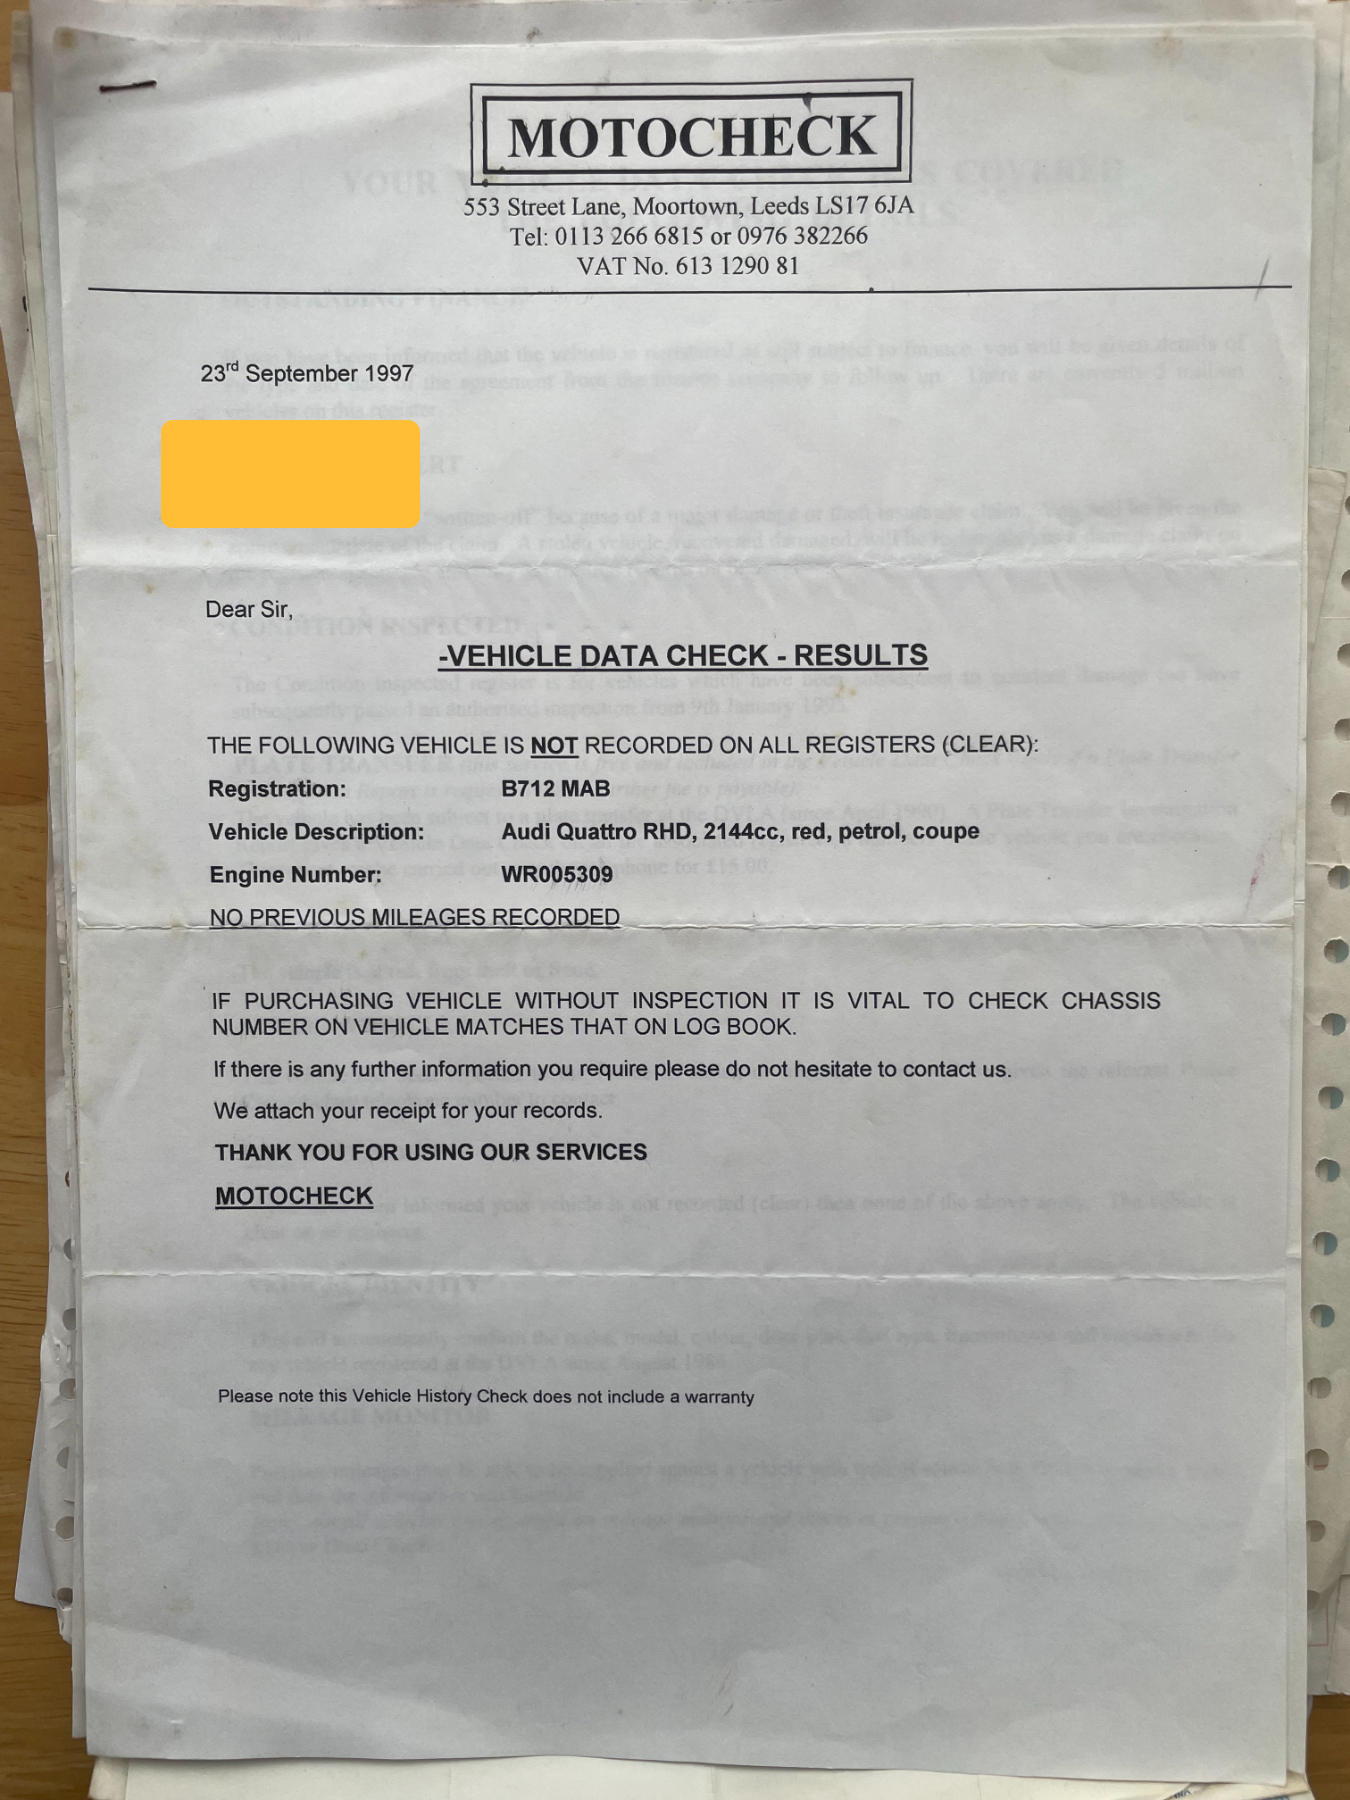 MOTOCHECK
553 Street Lane, Moortown, Leeds LS17 6JA
Tel: 0113 266 6815 or 0976 382266
VAT No. 613 1290 81
23rd September 1997
Dear Sir,
-VEHICLE DATA CHECK - RESULTS
THE FOLLOWING VEHICLE IS NOT RECORDED ON ALL REGISTERS (CLEAR):
Registration: B712 MAB
Vehicle Description: Audi Quattro RHD, 2144cc, red, petrol, coupe
Engine Number: WR005309
NO PREVIOUS MILEAGES RECORDED
IF PURCHASING VEHICLE WITHOUT INSPECTION IT IS VITAL TO CHECK CHASSIS
NUMBER ON VEHICLE MATCHES THAT ON LOG BOOK.
If there is any further information you require please do not hesitate to contact us.
We attach your receipt for your records.
THANK YOU FOR USING OUR SERVICES
MOTOCHECK
Please note this Vehicle History Check does not include a warranty